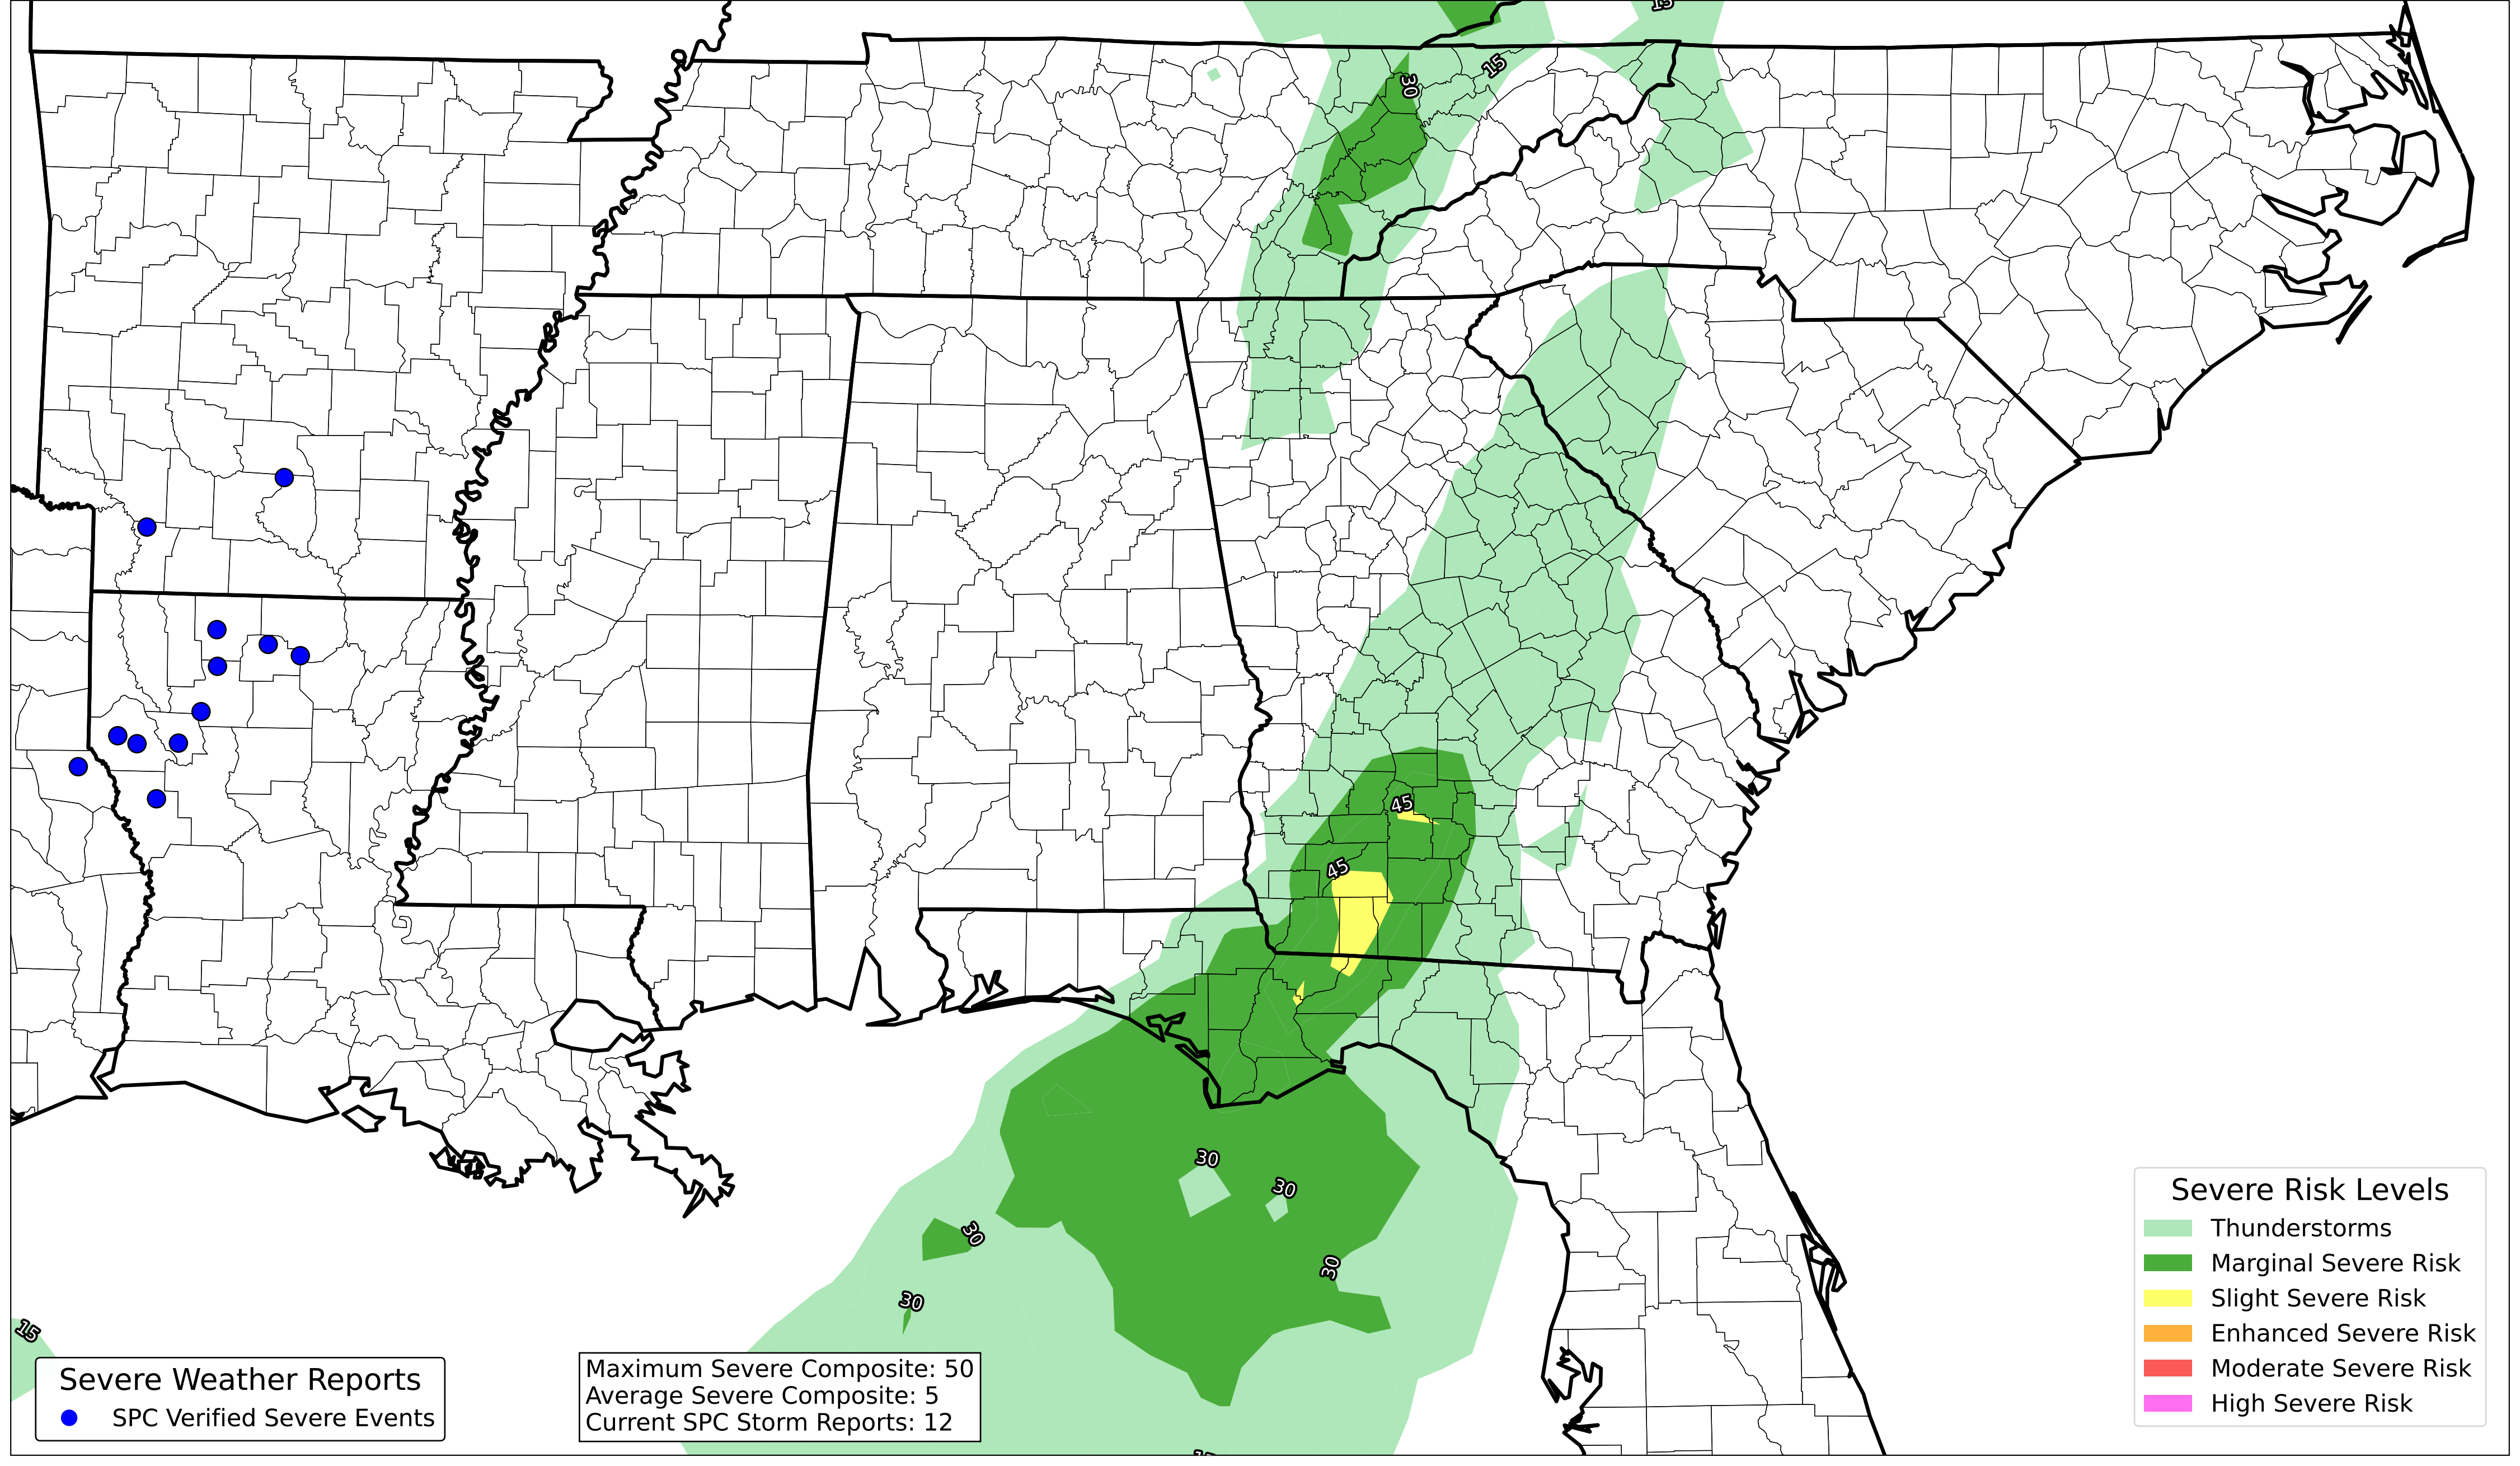 15
30
15
45
45
30
30
30
30
30
15
Severe Weather Reports
SPC Verified Severe Events
Maximum Severe Composite: 50
Average Severe Composite: 5
Current SPC Storm Reports: 12
Severe Risk Levels
Thunderstorms
Marginal Severe Risk
Slight Severe Risk
Enhanced Severe Risk
Moderate Severe Risk
High Severe Risk